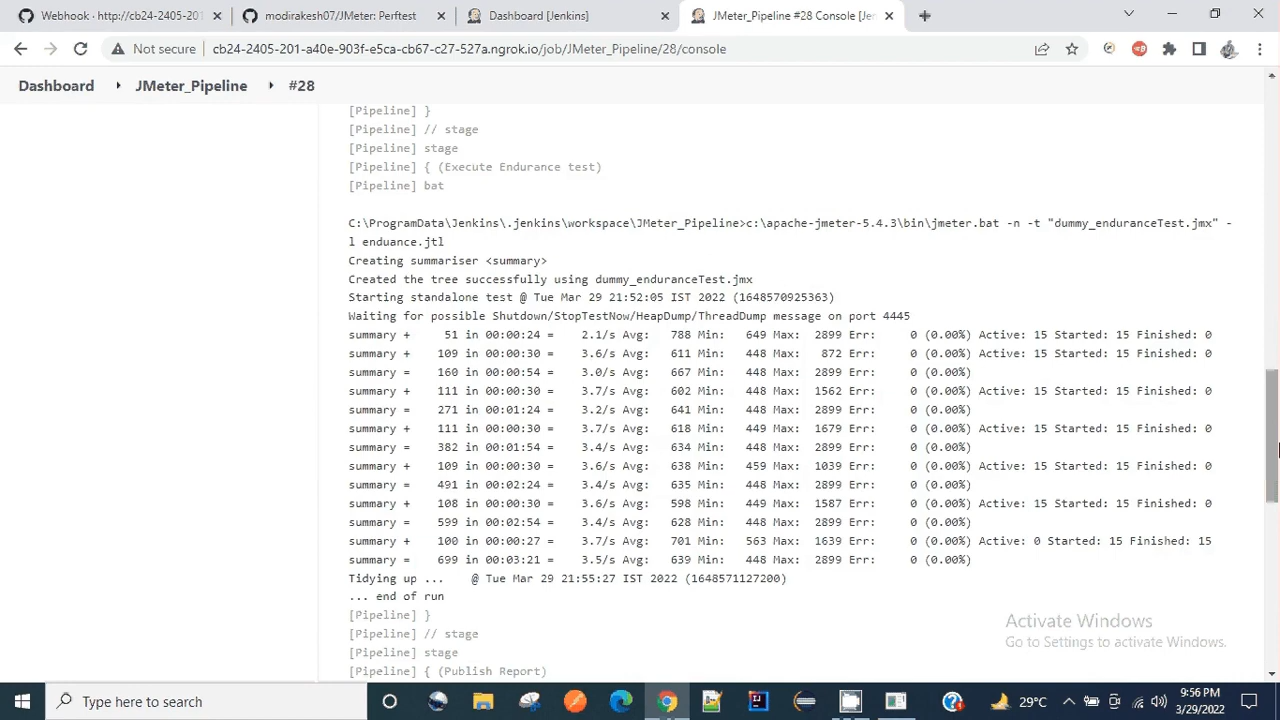 Webhook - http://cb24-2405-201
modirakesh07/JMeter: Perftest
Dashboard [Jenkins]
JMeter_Pipeline #28 Console [Jen
Not secure
cb24-2405-201-a40e-903f-e5ca-cb67-c27-527a.ngrok.io/job/JMeter_Pipeline/28/console
Dashboard
JMeter_Pipeline
#28
[Pipeline] }
[Pipeline] // stage
[Pipeline] stage
[Pipeline] { (Execute Endurance test)
[Pipeline] bat
C:\ProgramData\Jenkins\.jenkins\workspace\JMeter_Pipeline>c:\apache-jmeter-5.4.3\bin\jmeter.bat -n -t "dummy_enduranceTest.jmx" -
l enduance.jtl
Creating summariser <summary>
Created the tree successfully using dummy_enduranceTest.jmx
Starting standalone test @ Tue Mar 29 21:52:05 IST 2022 (1648570925363)
Waiting for possible Shutdown/StopTestNow/HeapDump/ThreadDump message on port 4445
summary + 51 in 00:00:24 = 2.1/s Avg: 788 Min: 649 Max: 2899 Err: 0 (0.00%) Active: 15 Started: 15 Finished: 0
summary + 109 in 00:00:30 = 3.6/s Avg: 611 Min: 448 Max: 872 Err: 0 (0.00%) Active: 15 Started: 15 Finished: 0
summary = 160 in 00:00:54 = 3.0/s Avg: 667 Min: 448 Max: 2899 Err: 0 (0.00%)
summary + 111 in 00:00:30 = 3.7/s Avg: 602 Min: 448 Max: 1562 Err: 0 (0.00%) Active: 15 Started: 15 Finished: 0
summary = 271 in 00:01:24 = 3.2/s Avg: 641 Min: 448 Max: 2899 Err: 0 (0.00%)
summary + 111 in 00:00:30 = 3.7/s Avg: 618 Min: 449 Max: 1679 Err: 0 (0.00%) Active: 15 Started: 15 Finished: 0
summary = 382 in 00:01:54 = 3.4/s Avg: 634 Min: 448 Max: 2899 Err: 0 (0.00%)
summary + 109 in 00:00:30 = 3.6/s Avg: 638 Min: 459 Max: 1039 Err: 0 (0.00%) Active: 15 Started: 15 Finished: 0
summary = 491 in 00:02:24 = 3.4/s Avg: 635 Min: 448 Max: 2899 Err: 0 (0.00%)
summary + 108 in 00:00:30 = 3.6/s Avg: 598 Min: 449 Max: 1587 Err: 0 (0.00%) Active: 15 Started: 15 Finished: 0
summary = 599 in 00:02:54 = 3.4/s Avg: 628 Min: 448 Max: 2899 Err: 0 (0.00%)
summary + 100 in 00:00:27 = 3.7/s Avg: 701 Min: 563 Max: 1639 Err: 0 (0.00%) Active: 0 Started: 15 Finished: 15
summary = 699 in 00:03:21 = 3.5/s Avg: 639 Min: 448 Max: 2899 Err: 0 (0.00%)
Tidying up ... @ Tue Mar 29 21:55:27 IST 2022 (1648571127200)
... end of run
[Pipeline] }
[Pipeline] // stage
[Pipeline] stage
[Pipeline] { (Publish Report)
Activate Windows
Go to Settings to activate Windows.
Type here to search
29°C
9:56 PM
3/29/2022